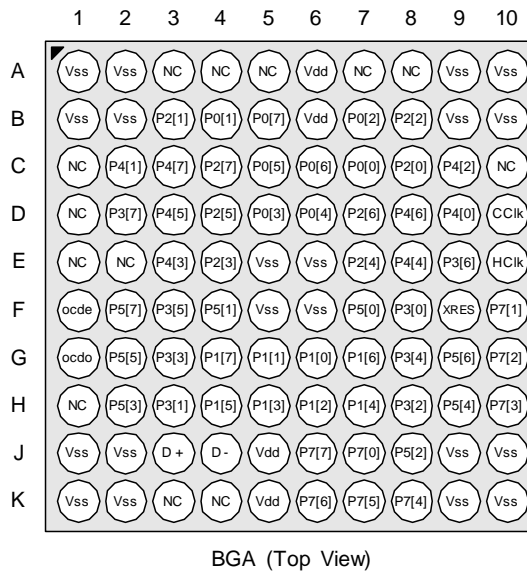 1 2 3 4 5 6 7 8 9 10
A Vss Vss NC NC NC Vdd NC NC Vss Vss
B Vss Vss P2[1] P0[1] P0[7] Vdd P0[2] P2[2] Vss Vss
C NC P4[1] P4[7] P2[7] P0[5] P0[6] P0[0] P2[0] P4[2] NC
D NC P3[7] P4[5] P2[5] P0[3] P0[4] P2[6] P4[6] P4[0] CClk
E NC NC P4[3] P2[3] Vss Vss P2[4] P4[4] P3[6] HClk
F ocde P5[7] P3[5] P5[1] Vss Vss P5[0] P3[0] XRES P7[1]
G ocdo P5[5] P3[3] P1[7] P1[1] P1[0] P1[6] P3[4] P5[6] P7[2]
H NC P5[3] P3[1] P1[5] P1[3] P1[2] P1[4] P3[2] P5[4] P7[3]
J Vss Vss D + D - Vdd P7[7] P7[0] P5[2] Vss Vss
K Vss Vss NC NC Vdd P7[6] P7[5] P7[4] Vss Vss
BGA (Top View)